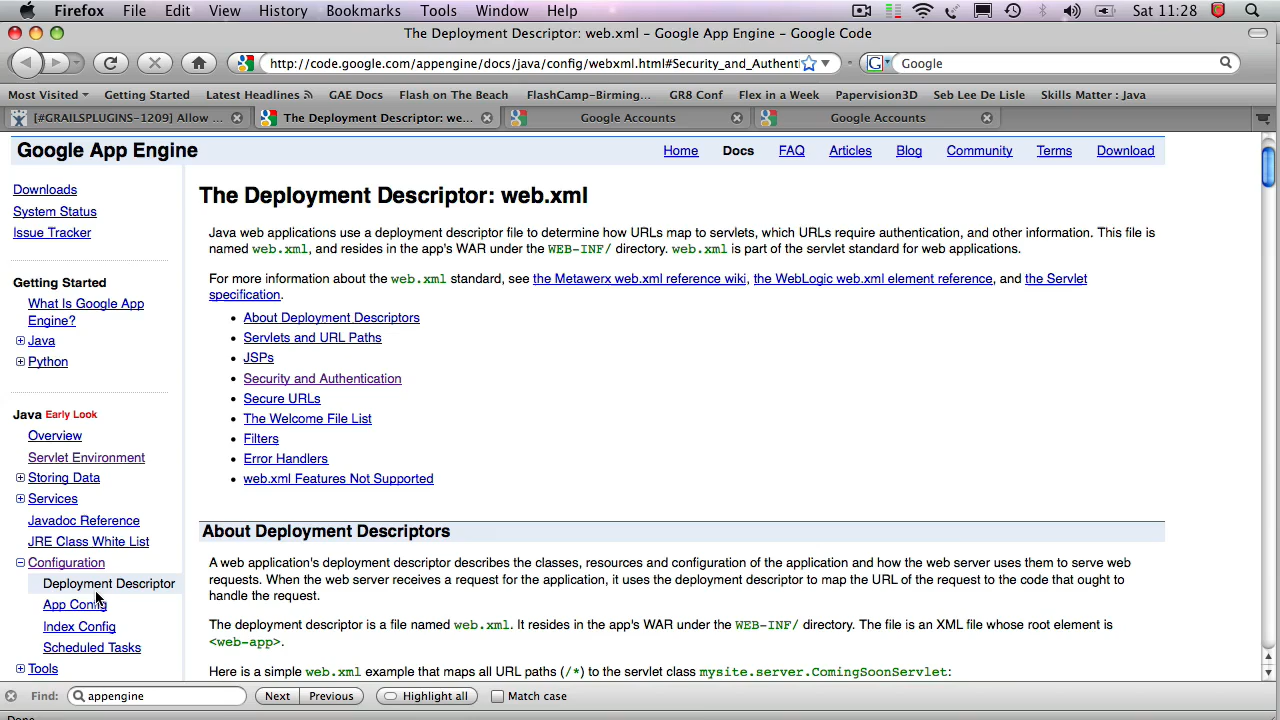 Firefox File Edit View History Bookmarks Tools Window Help Sat 11:28
The Deployment Descriptor: web.xml – Google App Engine – Google Code
http://code.google.com/appengine/docs/java/config/webxml.html#Security_and_Authent Google
Most Visited Getting Started Latest Headlines GAE Docs Flash on The Beach FlashCamp-Birming... GR8 Conf Flex in a Week Papervision3D Seb Lee De Lisle Skills Matter : Java
[#GRAILSPLUGINS-1209] Allow ... The Deployment Descriptor: we... Google Accounts Google Accounts
Google App Engine Home Docs FAQ Articles Blog Community Terms Download
Downloads
System Status
Issue Tracker
Getting Started
What Is Google App
Engine?
Java
Python
Java Early Look
Overview
Servlet Environment
Storing Data
Services
Javadoc Reference
JRE Class White List
Configuration
Deployment Descriptor
App Config
Index Config
Scheduled Tasks
Tools
The Deployment Descriptor: web.xml
Java web applications use a deployment descriptor file to determine how URLs map to servlets, which URLs require authentication, and other information. This file is
named web.xml, and resides in the app's WAR under the WEB-INF/ directory. web.xml is part of the servlet standard for web applications.
For more information about the web.xml standard, see the Metawerx web.xml reference wiki, the WebLogic web.xml element reference, and the Servlet
specification.
• About Deployment Descriptors
• Servlets and URL Paths
• JSPs
• Security and Authentication
• Secure URLs
• The Welcome File List
• Filters
• Error Handlers
• web.xml Features Not Supported
About Deployment Descriptors
A web application's deployment descriptor describes the classes, resources and configuration of the application and how the web server uses them to serve web
requests. When the web server receives a request for the application, it uses the deployment descriptor to map the URL of the request to the code that ought to
handle the request.
The deployment descriptor is a file named web.xml. It resides in the app's WAR under the WEB-INF/ directory. The file is an XML file whose root element is
<web-app>.
Here is a simple web.xml example that maps all URL paths (/*) to the servlet class mysite.server.ComingSoonServlet:
Find: appengine Next Previous Highlight all Match case
Done